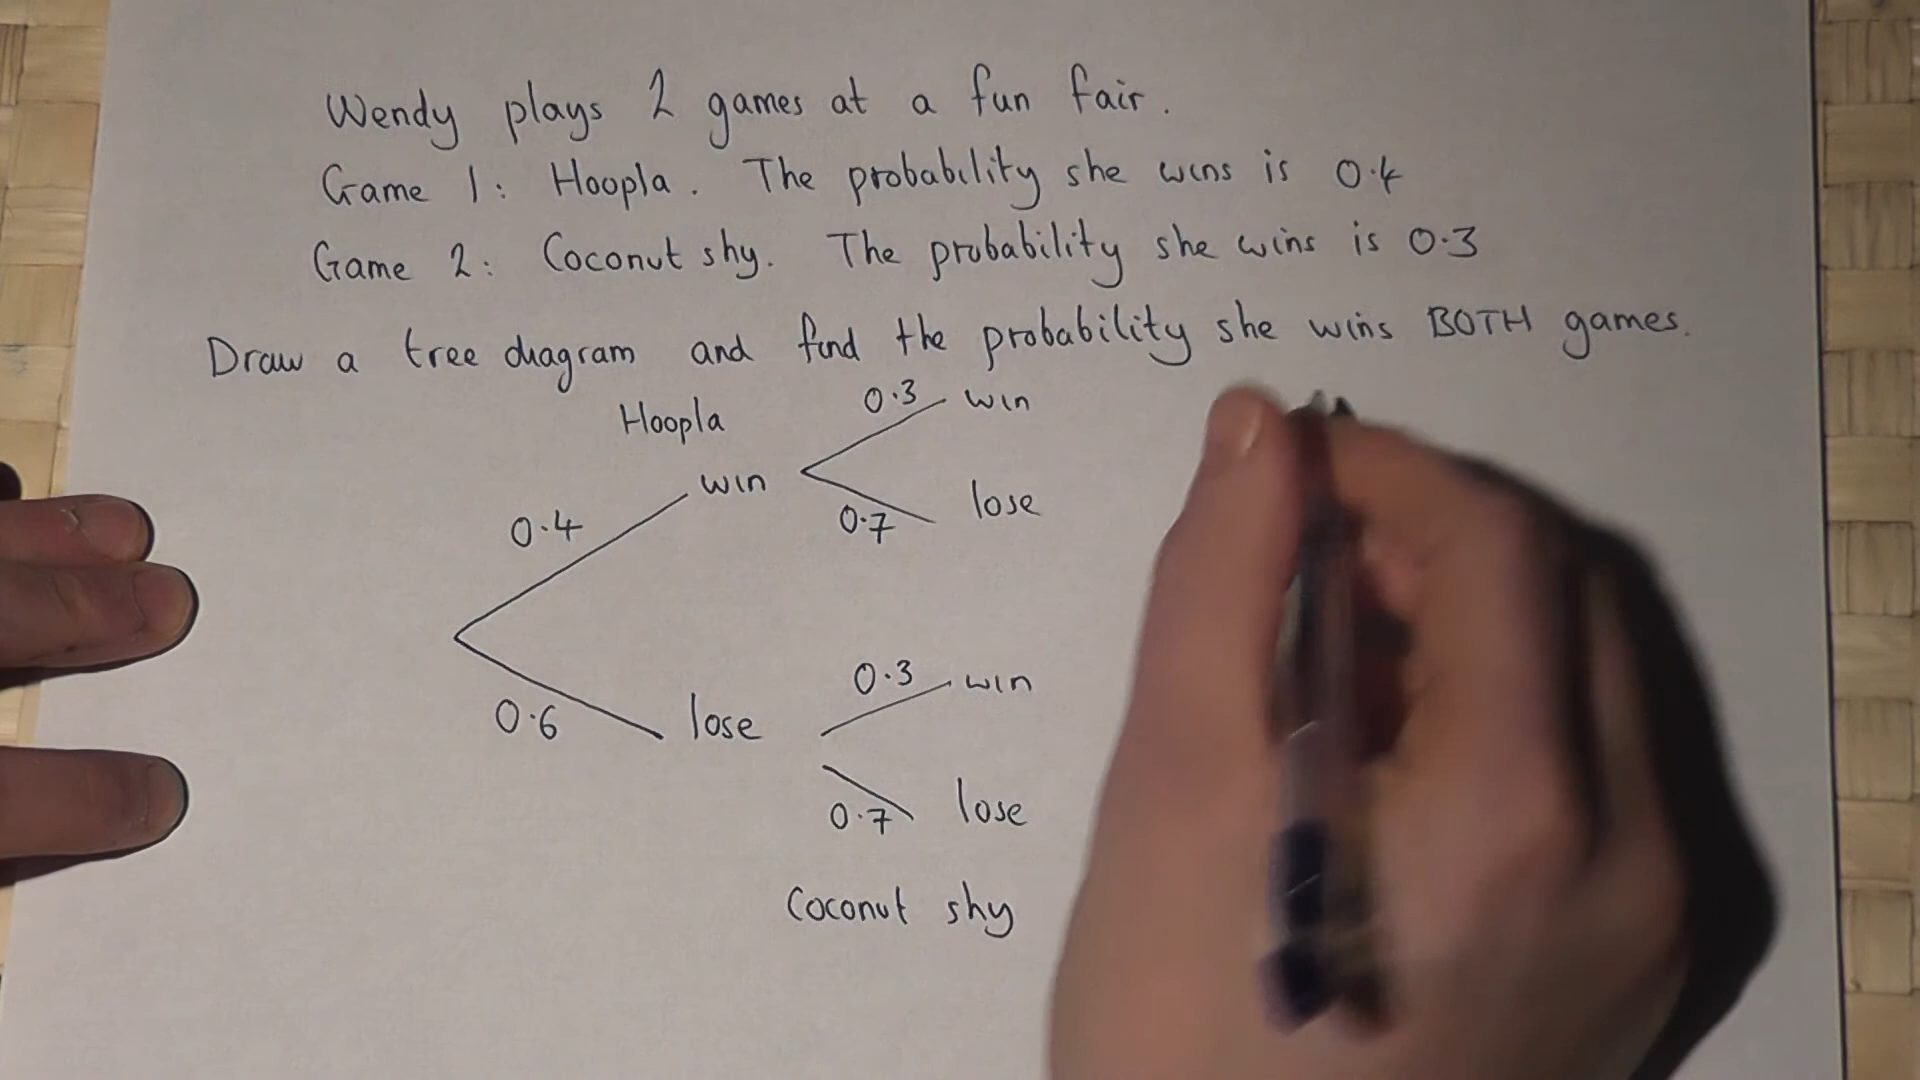 Wendy plays 2 games at a fun fair.
Game 1: Hoopla. The probability she wins is 0.4
Game 2: Coconut shy. The probability she wins is 0.3
Draw a tree diagram and find the probability she wins BOTH games.
Hoopla
0.3 win
0.4 win
0.7 lose
0.3 win
0.6 lose
0.7 lose
Coconut shy